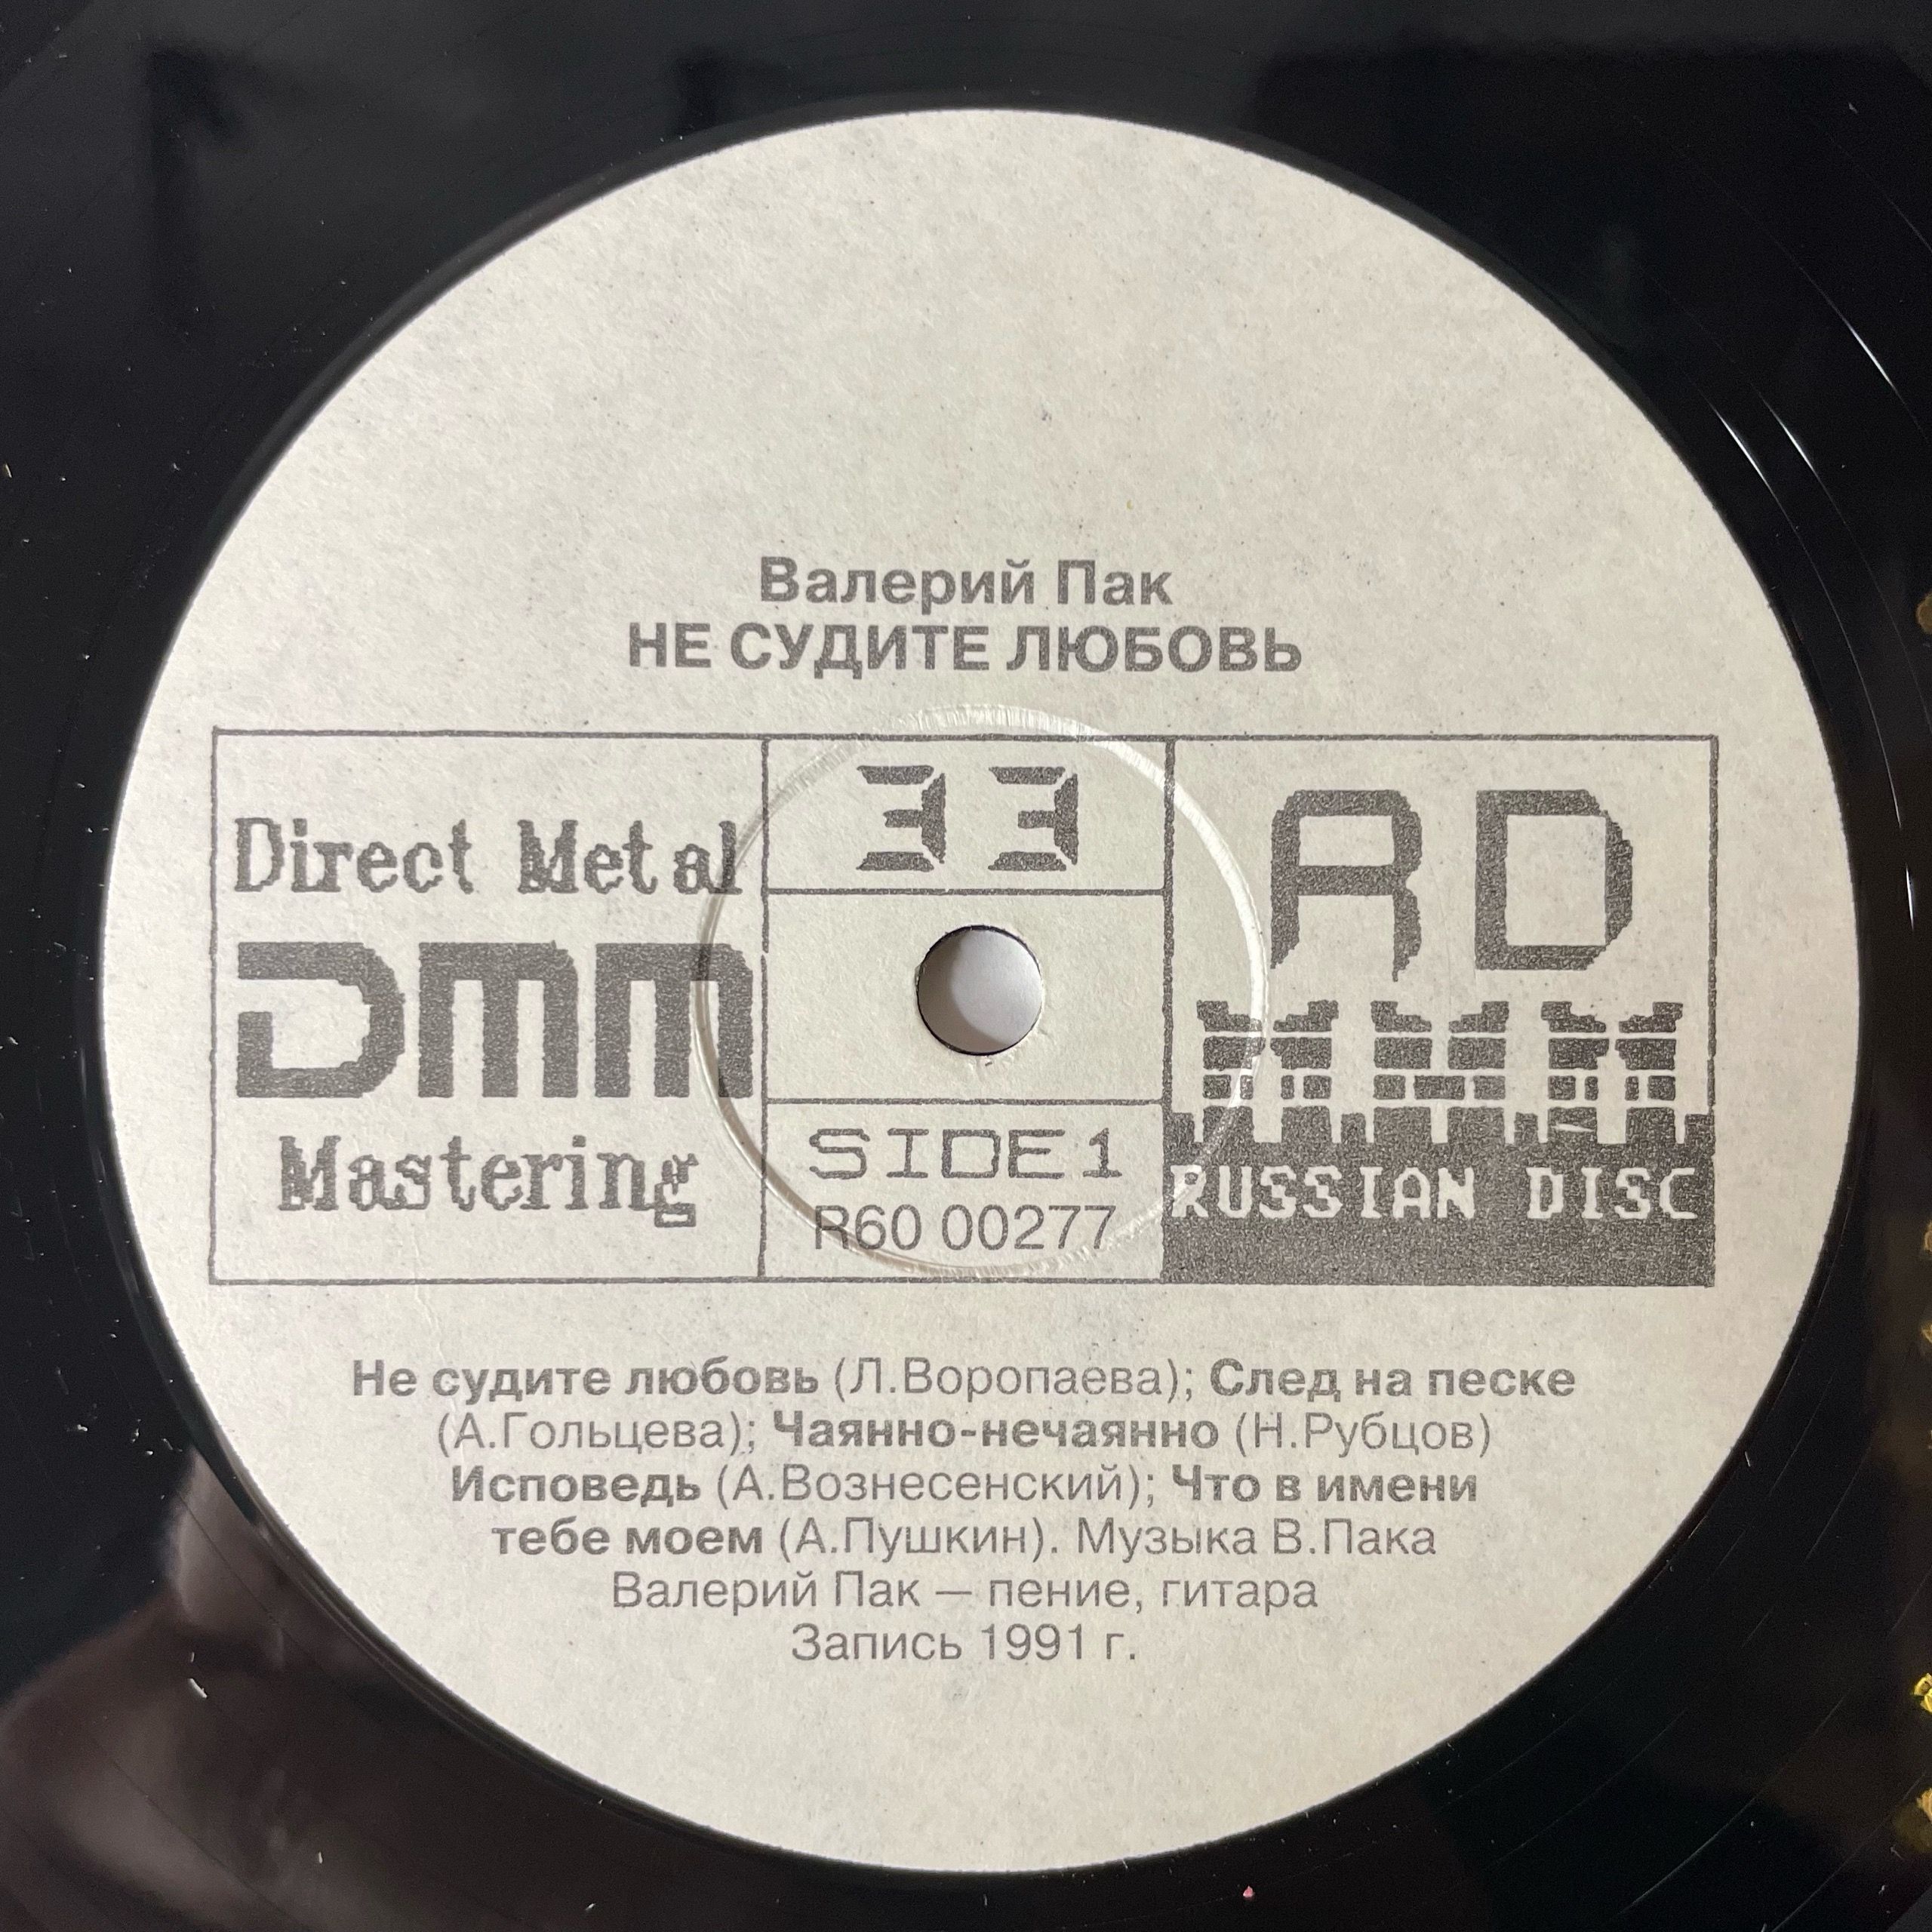 Валерий Пак
НЕ СУДИТЕ ЛЮБОВЬ
Direct Metal
DMM
Mastering
33
SIDE 1
R60 00277
RD
RUSSIAN DISC
Не судите любовь (Л.Воропаева); След на песке
(А.Гольцева); Чаянно-нечаянно (Н.Рубцов)
Исповедь (А.Вознесенский); Что в имени
тебе моем (А.Пушкин). Музыка В.Пака
Валерий Пак — пение, гитара
Запись 1991 г.